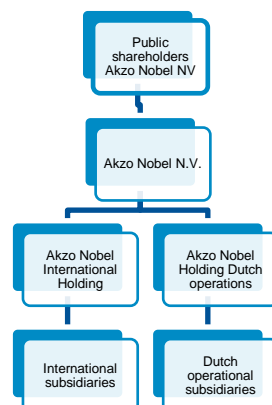 Public
shareholders
Akzo Nobel NV
Akzo Nobel N.V.
Akzo Nobel
International
Holding
Akzo Nobel
Holding Dutch
operations
International
subsidiaries
Dutch
operational
subsidiaries